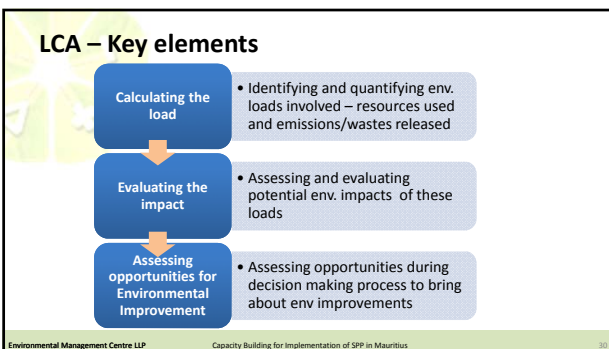 LCA – Key elements
Calculating the
load
• Identifying and quantifying env.
loads involved – resources used
and emissions/wastes released
Evaluating the
impact
• Assessing and evaluating
potential env. impacts of these
loads
Assessing
opportunities for
Environmental
Improvement
• Assessing opportunities during
decision making process to bring
about env improvements
Environmental Management Centre LLP
Capacity Building for Implementation of SPP in Mauritius
30